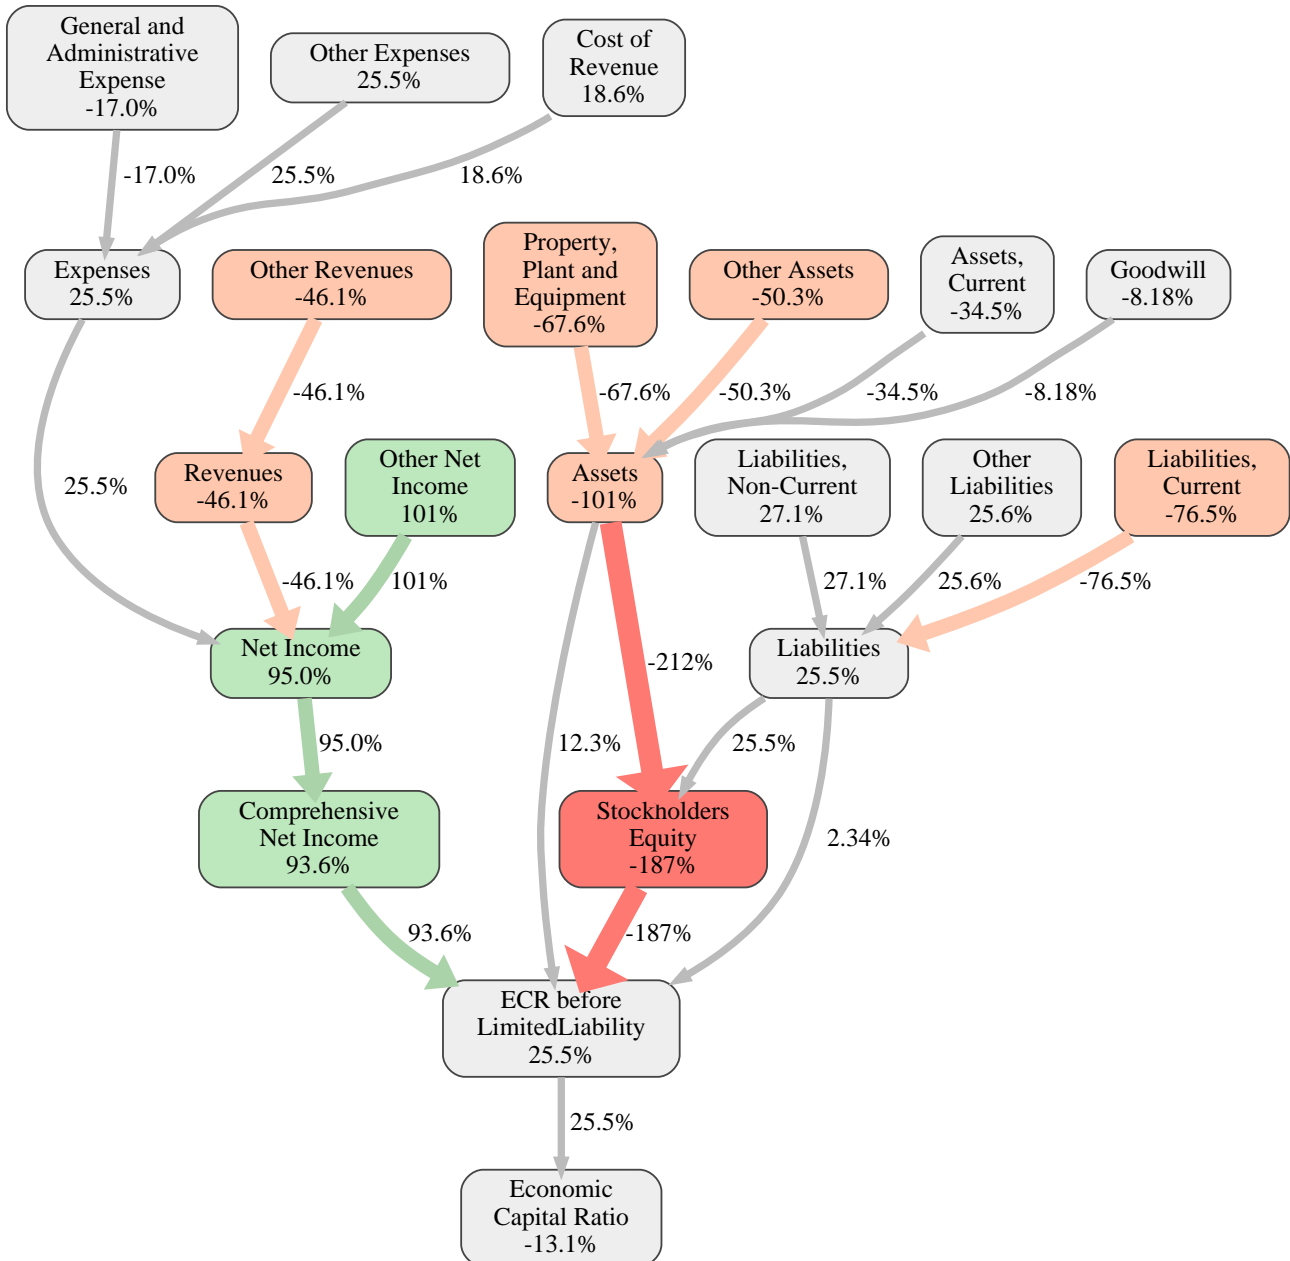 General and
Administrative
Expense
-17.0%
Other Expenses
25.5%
Cost of
Revenue
18.6%
-17.0%
25.5%
18.6%
Expenses
25.5%
Other Revenues
-46.1%
Property,
Plant and
Equipment
-67.6%
Other Assets
-50.3%
Assets,
Current
-34.5%
Goodwill
-8.18%
-46.1%
-67.6%
-50.3%
-34.5%
-8.18%
25.5%
Revenues
-46.1%
Other Net
Income
101%
Assets
-101%
Liabilities,
Non-Current
27.1%
Other
Liabilities
25.6%
Liabilities,
Current
-76.5%
-46.1%
101%
27.1%
25.6%
-76.5%
Net Income
95.0%
-212%
Liabilities
25.5%
95.0%
12.3%
25.5%
Comprehensive
Net Income
93.6%
Stockholders
Equity
-187%
2.34%
93.6%
-187%
ECR before
LimitedLiability
25.5%
25.5%
Economic
Capital Ratio
-13.1%